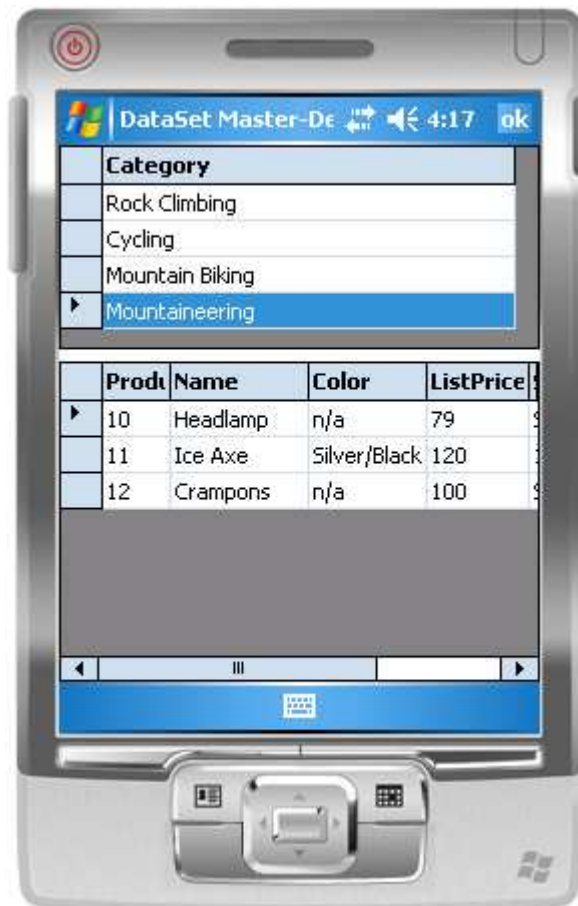 DataSet Master-De 4:17 ok
Category
Rock Climbing
Cycling
Mountain Biking
Mountaineering
Name Color ListPrice
10 Headlamp n/a 79
11 Ice Axe Silver/Black 120
12 Crampons n/a 100